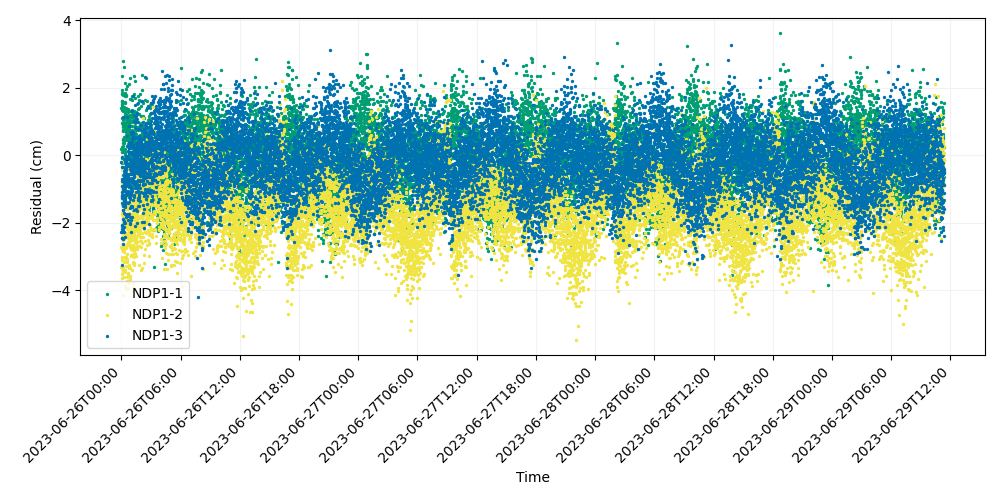 4
2
0
−2
−4
Residual (cm)
NDP1-1
NDP1-2
NDP1-3
2023-06-26T00:00
2023-06-26T06:00
2023-06-26T12:00
2023-06-26T18:00
2023-06-27T00:00
2023-06-27T06:00
2023-06-27T12:00
2023-06-27T18:00
2023-06-28T00:00
2023-06-28T06:00
2023-06-28T12:00
2023-06-28T18:00
2023-06-29T00:00
2023-06-29T06:00
2023-06-29T12:00
Time